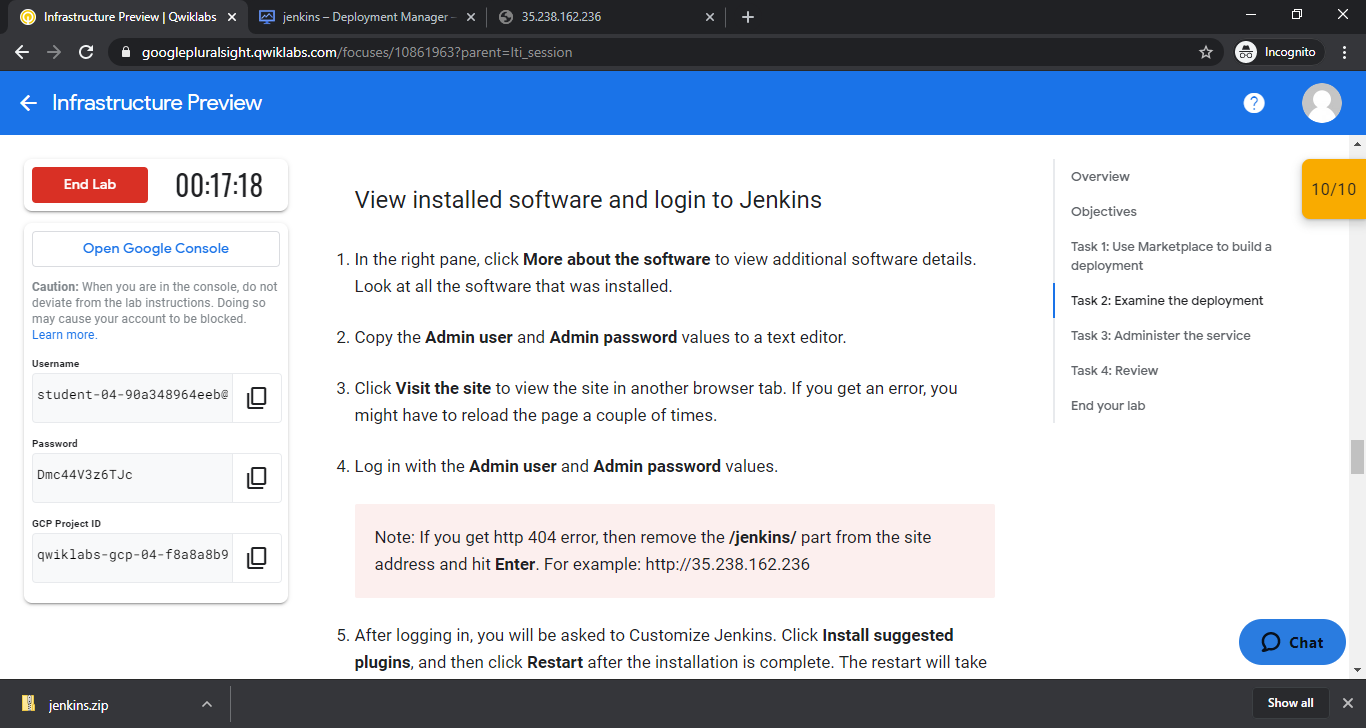 Infrastructure Preview | Qwiklabs
jenkins – Deployment Manager –
35.238.162.236
googlepluralsight.qwiklabs.com/focuses/10861963?parent=lti_session
Incognito
Infrastructure Preview
End Lab
00:17:18
Open Google Console
Caution: When you are in the console, do not
deviate from the lab instructions. Doing so
may cause your account to be blocked.
Learn more.
Username
student-04-90a348964eeb@
Password
Dmc44V3z6TJc
GCP Project ID
qwiklabs-gcp-04-f8a8a8b9
View installed software and login to Jenkins
1. In the right pane, click More about the software to view additional software details.
Look at all the software that was installed.
2. Copy the Admin user and Admin password values to a text editor.
3. Click Visit the site to view the site in another browser tab. If you get an error, you
might have to reload the page a couple of times.
4. Log in with the Admin user and Admin password values.
Note: If you get http 404 error, then remove the /jenkins/ part from the site
address and hit Enter. For example: http://35.238.162.236
5. After logging in, you will be asked to Customize Jenkins. Click Install suggested
plugins, and then click Restart after the installation is complete. The restart will take
Overview
Objectives
Task 1: Use Marketplace to build a
deployment
Task 2: Examine the deployment
Task 3: Administer the service
Task 4: Review
End your lab
10/10
Chat
jenkins.zip
Show all